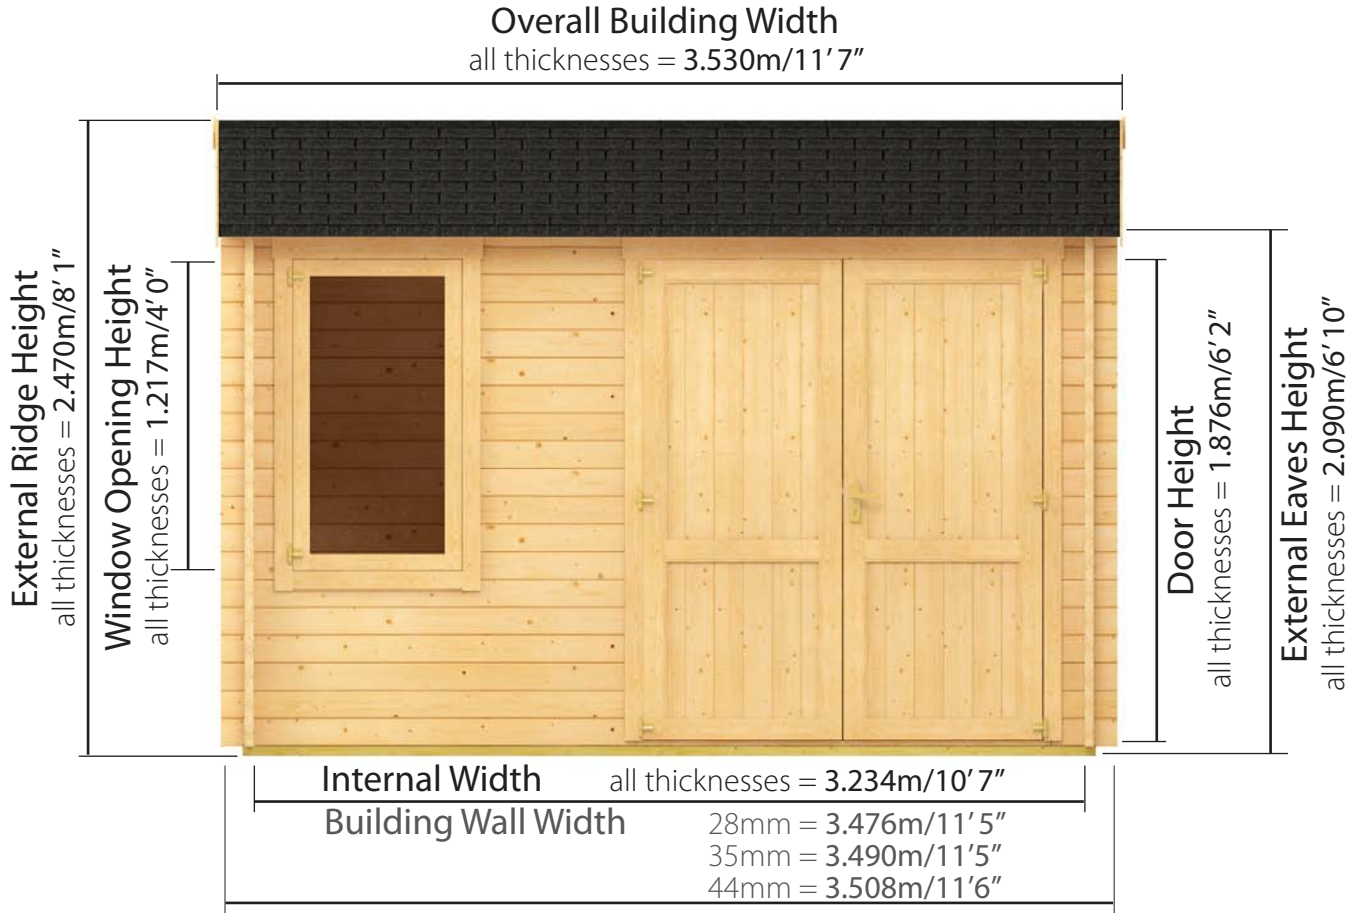 Overall Building Width
all thicknesses = 3.530m/11’7”
External Ridge Height
all thicknesses = 2.470m/8’1”
Window Opening Height
all thicknesses = 1.217m/4’0”
Door Height
all thicknesses = 1.876m/6’2”
External Eaves Height
all thicknesses = 2.090m/6’10”
Internal Width all thicknesses = 3.234m/10’7”
Building Wall Width 28mm = 3.476m/11’5”
35mm = 3.490m/11’5”
44mm = 3.508m/11’6”